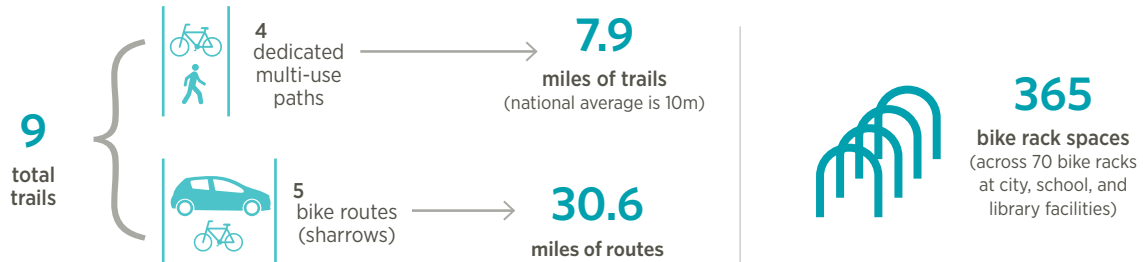 9
total
trails
4
dedicated
multi-use
paths
7.9
miles of trails
(national average is 10m)
5
bike routes
(sharrows)
30.6
miles of routes
365
bike rack spaces
(across 70 bike racks
at city, school, and
library facilities)